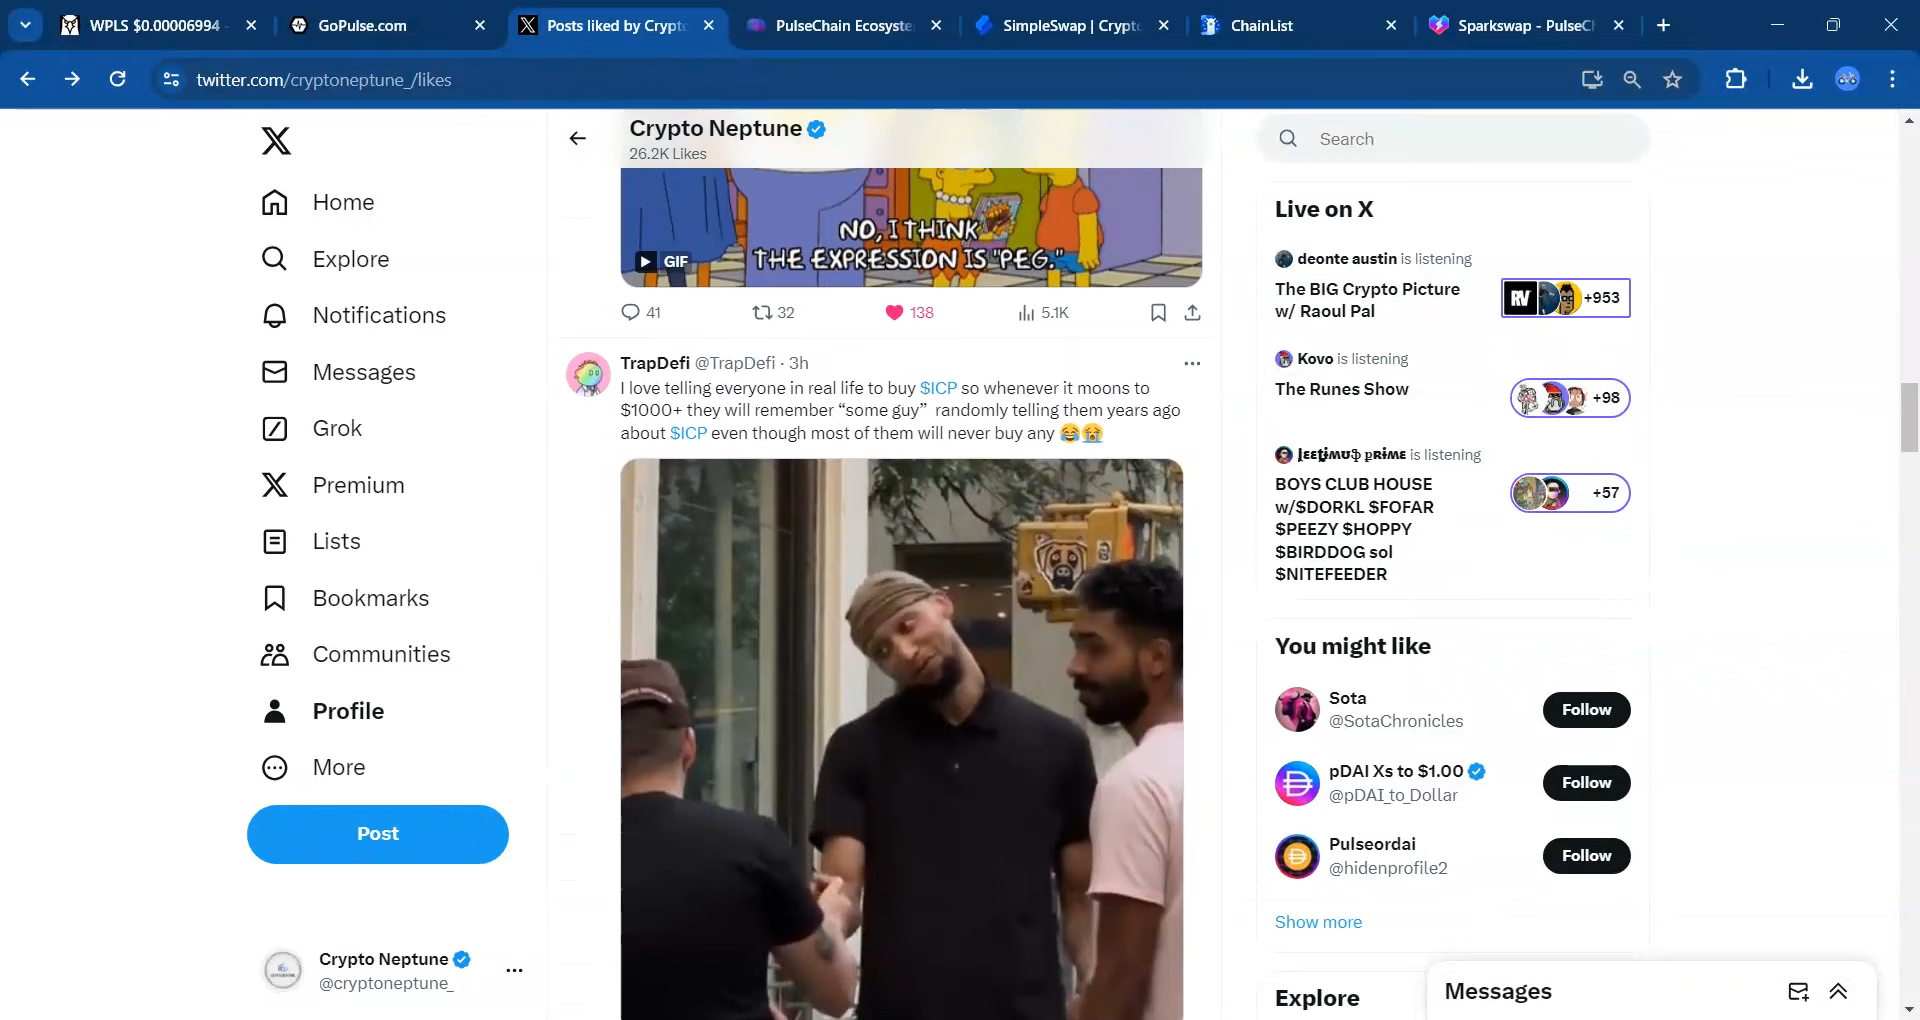 WPLS $0.00006994 -
GoPulse.com
Posts liked by Crypto
PulseChain Ecosyste
SimpleSwap | Crypto
ChainList
Sparkswap - PulseC
twitter.com/cryptoneptune_/likes
Crypto Neptune
26.2K Likes
Search
Home
Explore
Notifications
Messages
Grok
Premium
Lists
Bookmarks
Communities
Profile
More
Post
Crypto Neptune
@cryptoneptune_
NO, I THINK
THE EXPRESSION IS "PEG."
GIF
41
32
138
5.1K
TrapDefi @TrapDefi · 3h
I love telling everyone in real life to buy $ICP so whenever it moons to
$1000+ they will remember “some guy” randomly telling them years ago
about $ICP even though most of them will never buy any 😂😭
Live on X
deonte austin is listening
The BIG Crypto Picture
w/ Raoul Pal
RV
+953
Kovo is listening
The Runes Show
+98
is listening
BOYS CLUB HOUSE
w/$DORKL $FOFAR
$PEEZY $HOPPY
$BIRDDOG sol
$NITEFEEDER
+57
You might like
Sota
@SotaChronicles
Follow
pDAI Xs to $1.00
@pDAI_to_Dollar
Follow
Pulseordai
@hidenprofile2
Follow
Show more
Explore
Messages